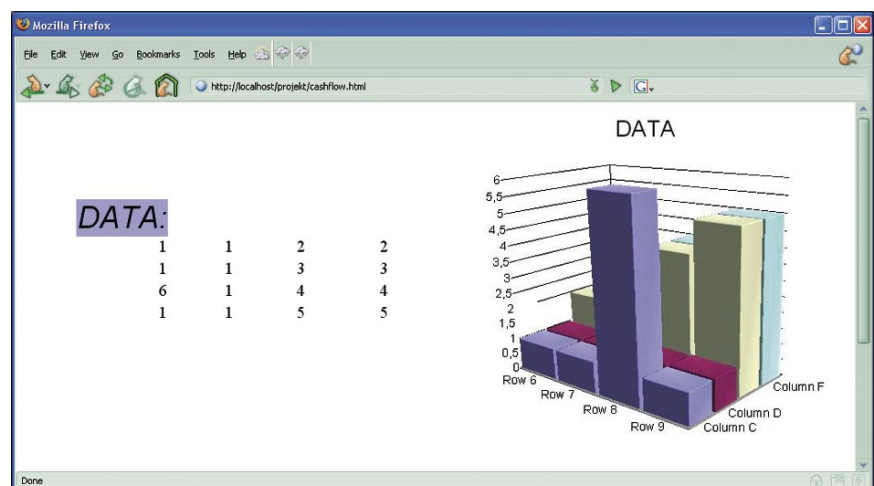 Mozilla Firefox
File Edit View Go Bookmarks Tools Help
http://localhost/projekt/cashflow.html
G
DATA
DATA:
1 1 2 2
1 1 3 3
6 1 4 4
1 1 5 5
6
5,5
5
4,5
4
3,5
3
2,5
2
1,5
1
0,5
0
Row 6
Row 7
Row 8
Row 9
Column C
Column D
Column F
Done